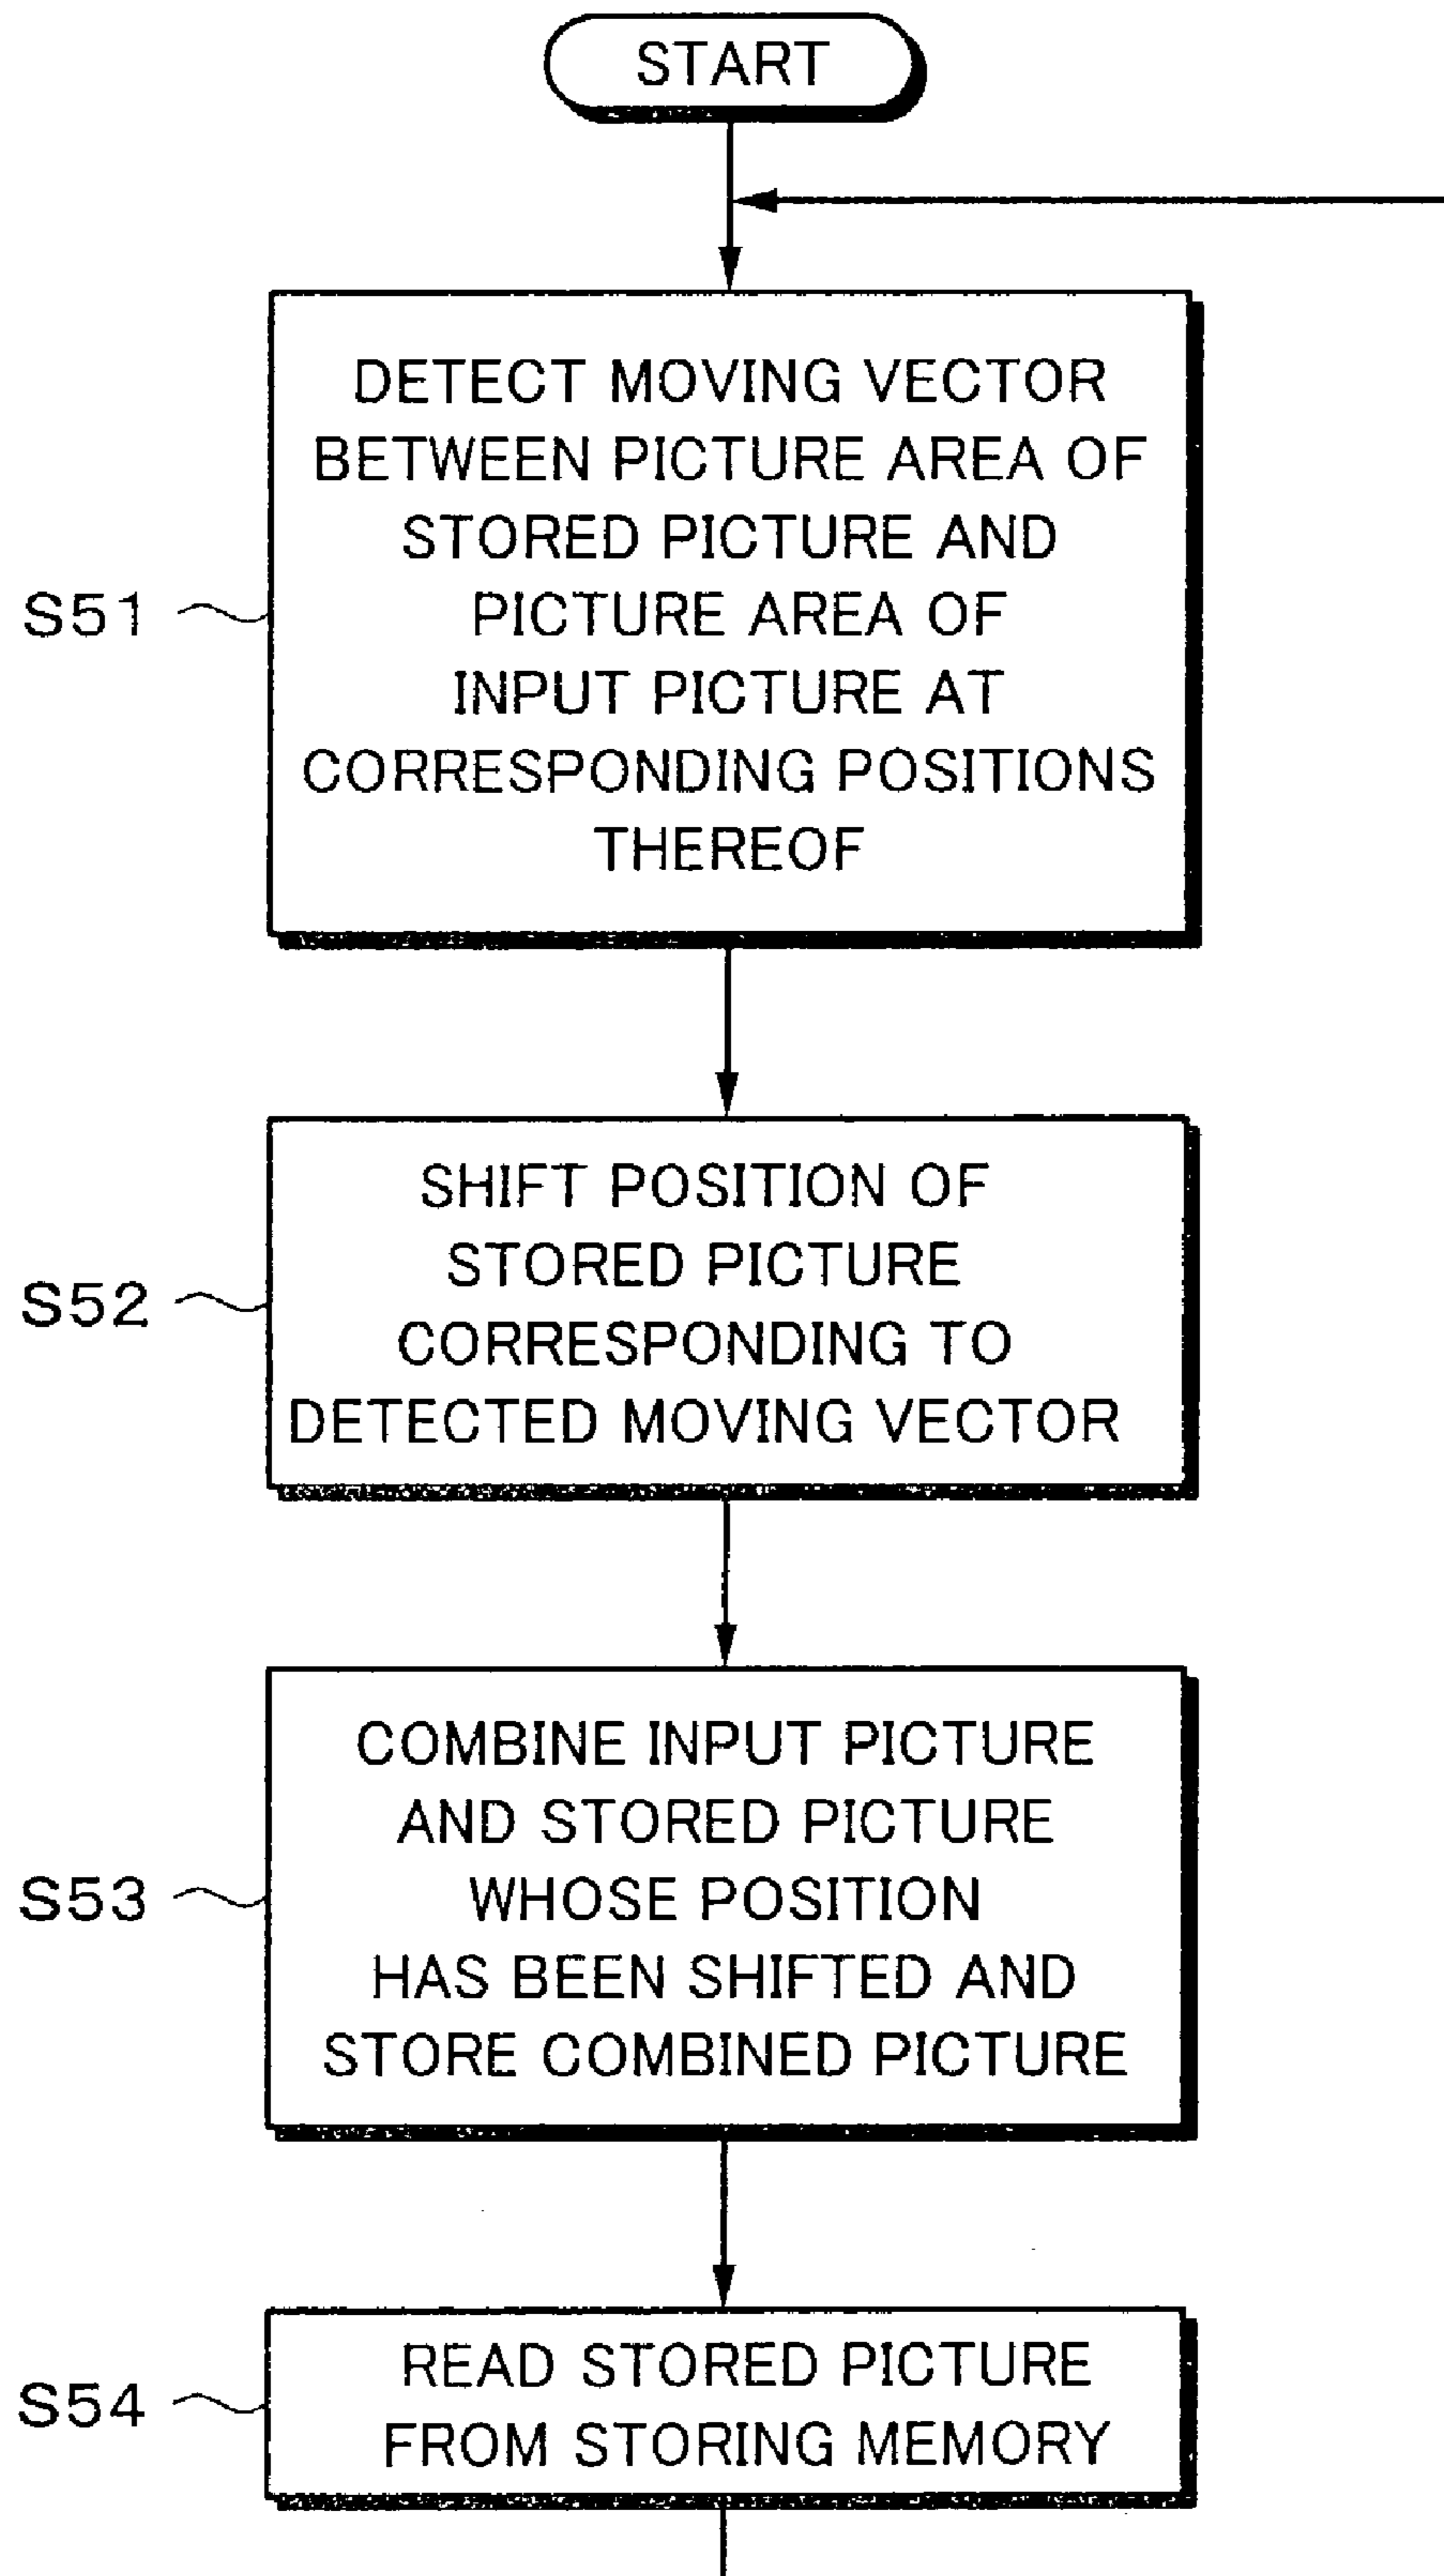 START
S51
DETECT MOVING VECTOR
BETWEEN PICTURE AREA OF
STORED PICTURE AND
PICTURE AREA OF
INPUT PICTURE AT
CORRESPONDING POSITIONS
THEREOF
S52
SHIFT POSITION OF
STORED PICTURE
CORRESPONDING TO
DETECTED MOVING VECTOR
S53
COMBINE INPUT PICTURE
AND STORED PICTURE
WHOSE POSITION
HAS BEEN SHIFTED AND
STORE COMBINED PICTURE
S54
READ STORED PICTURE
FROM STORING MEMORY